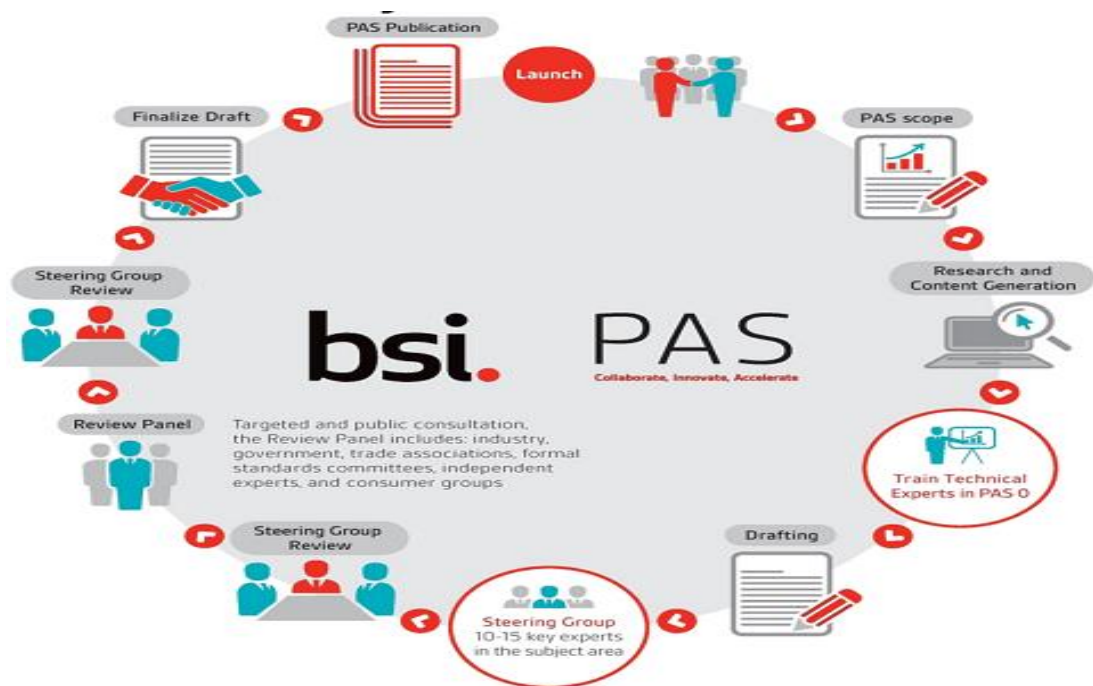 PAS Publication
Launch
PAS scope
Research and
Content Generation
Train Technical
Experts in PAS 0
Drafting
Steering Group
10-15 key experts
in the subject area
Steering Group
Review
Review Panel
Targeted and public consultation,
the Review Panel includes: industry,
government, trade associations, formal
standards committees, independent
experts, and consumer groups
Steering Group
Review
Finalize Draft
bsi.
PAS
Collaborate, Innovate, Accelerate